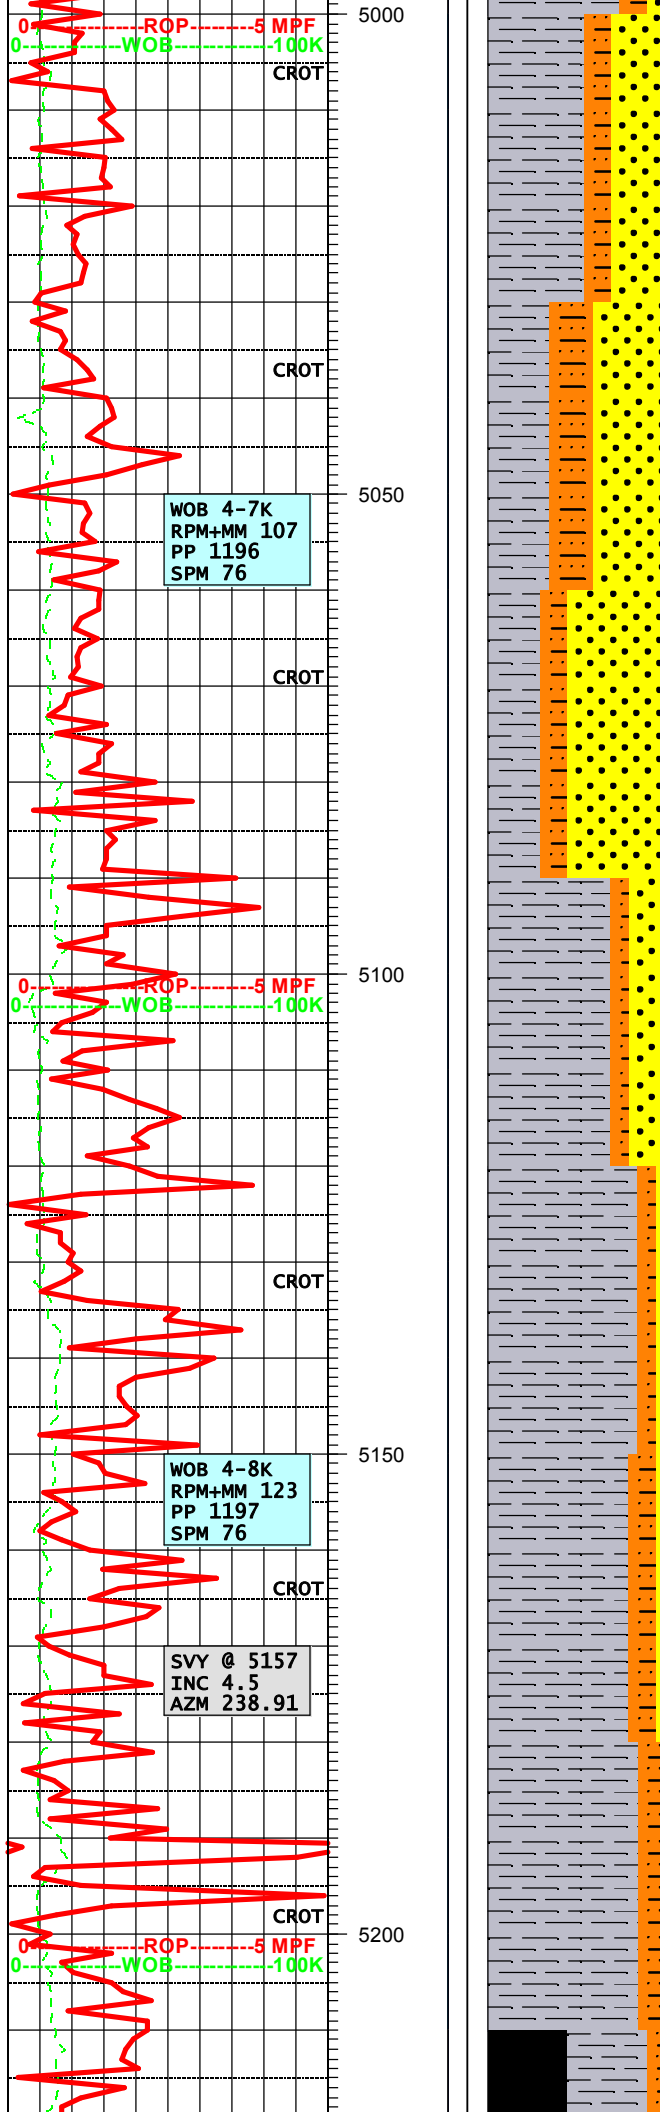 5000
0-------------ROP--------5 MPF
0------------WOB------------100K
CROT
CROT
5050
WOB 4-7K
RPM+MM 107
PP 1196
SPM 76
CROT
5100
0-------------ROP--------5 MPF
0------------WOB------------100K
CROT
5150
WOB 4-8K
RPM+MM 123
PP 1197
SPM 76
CROT
SVY @ 5157
INC 4.5
AZM 238.91
CROT
5200
0-------------ROP--------5 MPF
0------------WOB------------100K